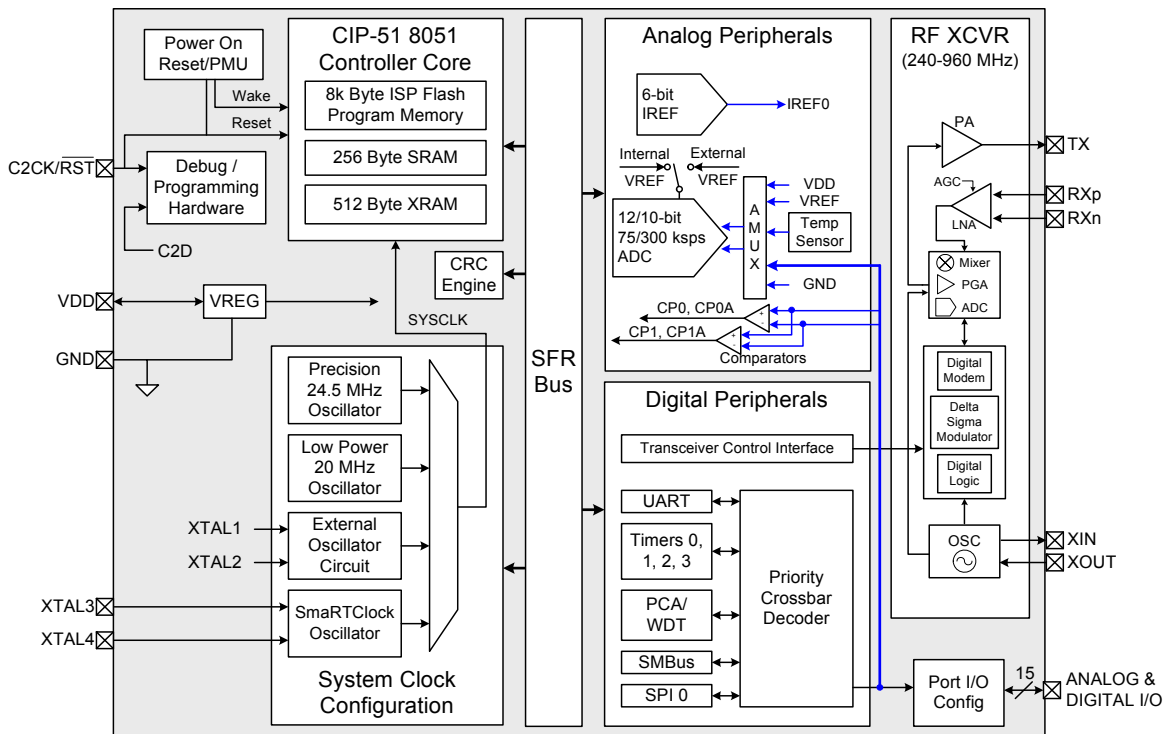 Power On
Reset/PMU
Wake
Reset
C2CK/RST
Debug /
Programming
Hardware
C2D
VDD
VREG
GND
CIP-51 8051
Controller Core
8k Byte ISP Flash
Program Memory
256 Byte SRAM
512 Byte XRAM
CRC
Engine
SYSCLK
Precision
24.5 MHz
Oscillator
Low Power
20 MHz
Oscillator
XTAL1
XTAL2
External
Oscillator
Circuit
XTAL3
XTAL4
SmaRTClock
Oscillator
System Clock
Configuration
SFR
Bus
Analog Peripherals
6-bit
IREF
IREF0
Internal
VREF
External
VREF
12/10-bit
75/300 ksps
ADC
A
M
U
X
VDD
VREF
Temp
Sensor
GND
CP0, CP0A
+
-
CP1, CP1A
+
-
Comparators
Digital Peripherals
Transceiver Control Interface
UART
Timers 0,
1, 2, 3
PCA/
WDT
SMBus
SPI 0
Priority
Crossbar
Decoder
RF XCVR
(240-960 MHz)
PA
TX
AGC
LNA
RXp
RXn
Mixer
PGA
ADC
Digital
Modem
Delta
Sigma
Modulator
Digital
Logic
OSC
XIN
XOUT
Port I/O
Config
15
ANALOG &
DIGITAL I/O